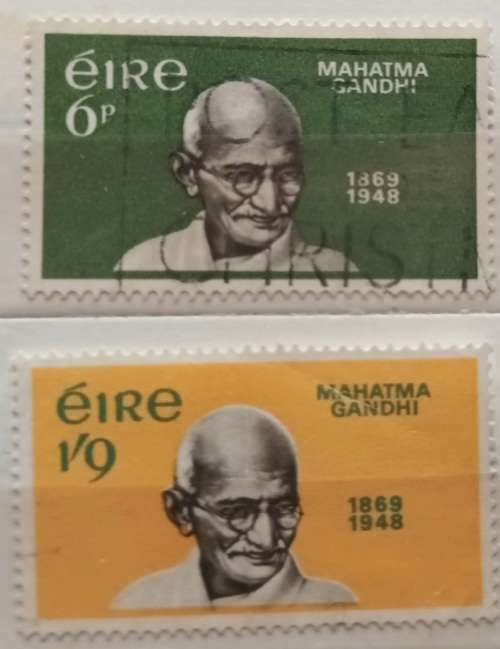 éIRe
6p
MAHATMA
GANDHI
1869
1948
éIRe
1/9
MAHATMA
GANDHI
1869
1948